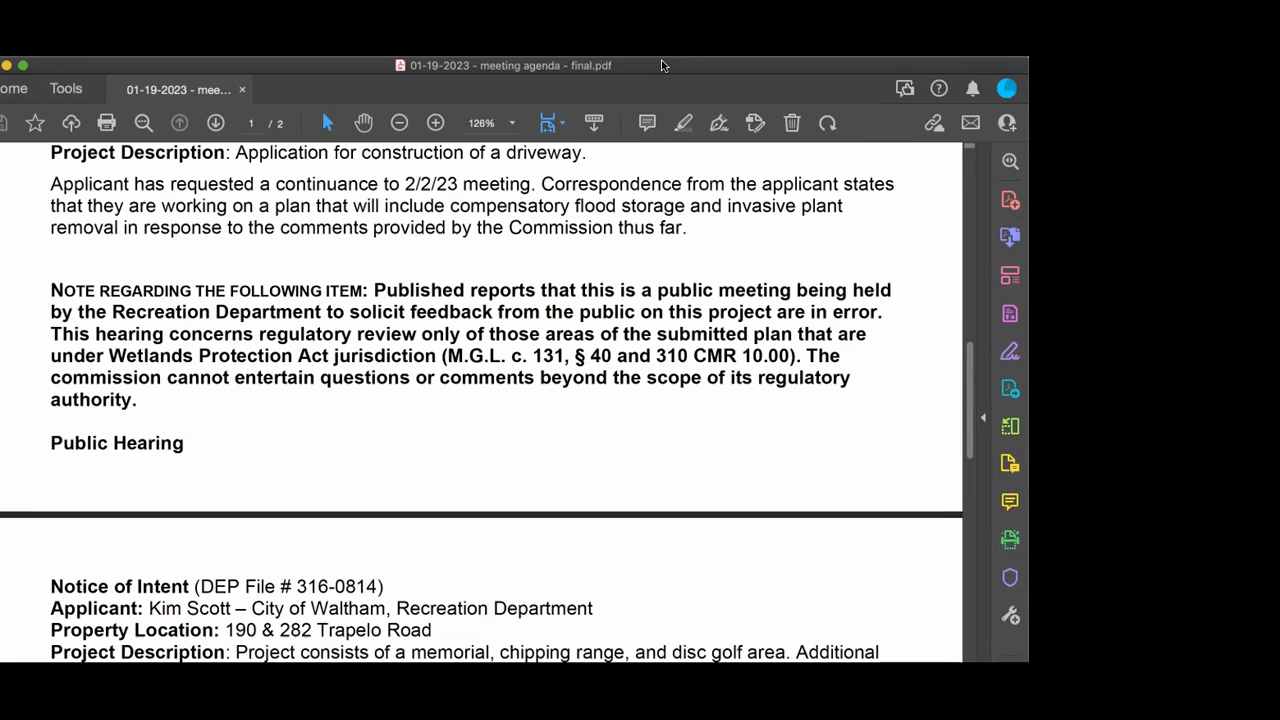 01-19-2023 - meeting agenda - final.pdf
ome
Tools
01-19-2023 - mee... ×
1 / 2
126%
Project Description: Application for construction of a driveway.
Applicant has requested a continuance to 2/2/23 meeting. Correspondence from the applicant states
that they are working on a plan that will include compensatory flood storage and invasive plant
removal in response to the comments provided by the Commission thus far.
NOTE REGARDING THE FOLLOWING ITEM: Published reports that this is a public meeting being held
by the Recreation Department to solicit feedback from the public on this project are in error.
This hearing concerns regulatory review only of those areas of the submitted plan that are
under Wetlands Protection Act jurisdiction (M.G.L. c. 131, § 40 and 310 CMR 10.00). The
commission cannot entertain questions or comments beyond the scope of its regulatory
authority.
Public Hearing
Notice of Intent (DEP File # 316-0814)
Applicant: Kim Scott – City of Waltham, Recreation Department
Property Location: 190 & 282 Trapelo Road
Project Description: Project consists of a memorial, chipping range, and disc golf area. Additional